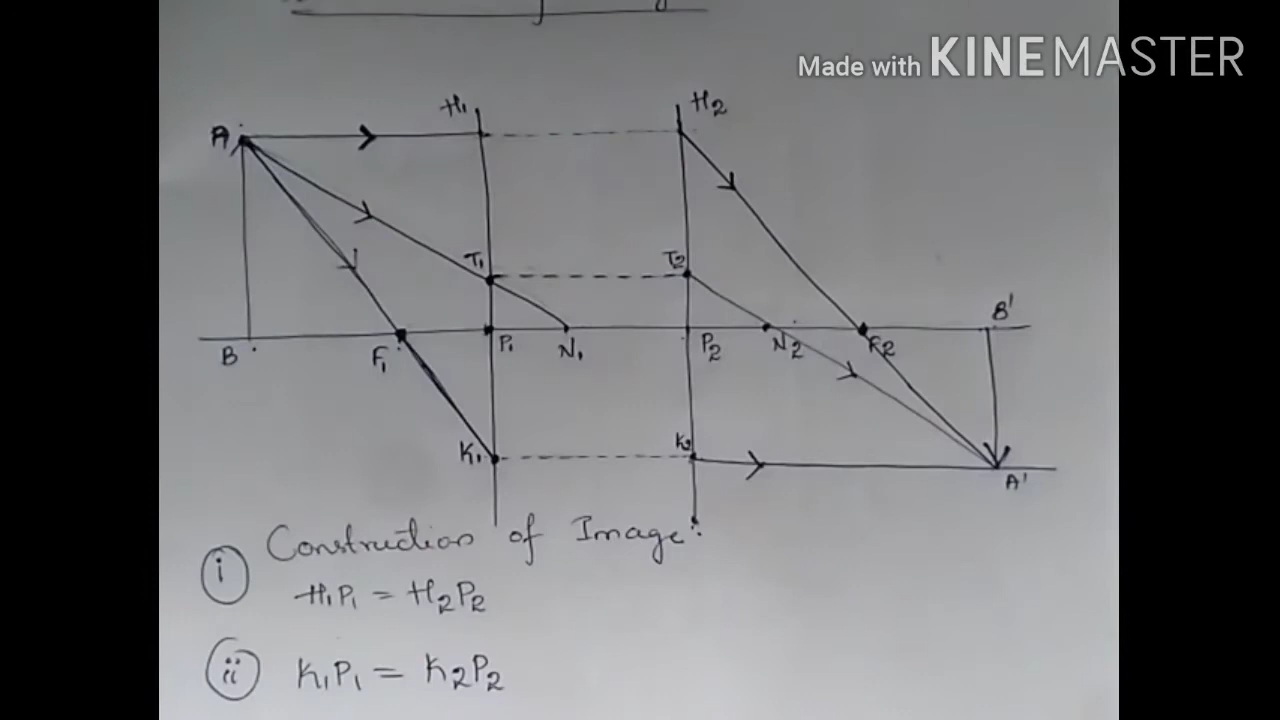 Made with KINEMASTER
H1 H2
A
T1 T2
B'
B F1 P1 N1 P2 N2 F2
K1 K2
A'
Construction of Image:
i
H1P1 = H2P2
ii K1P1 = K2P2